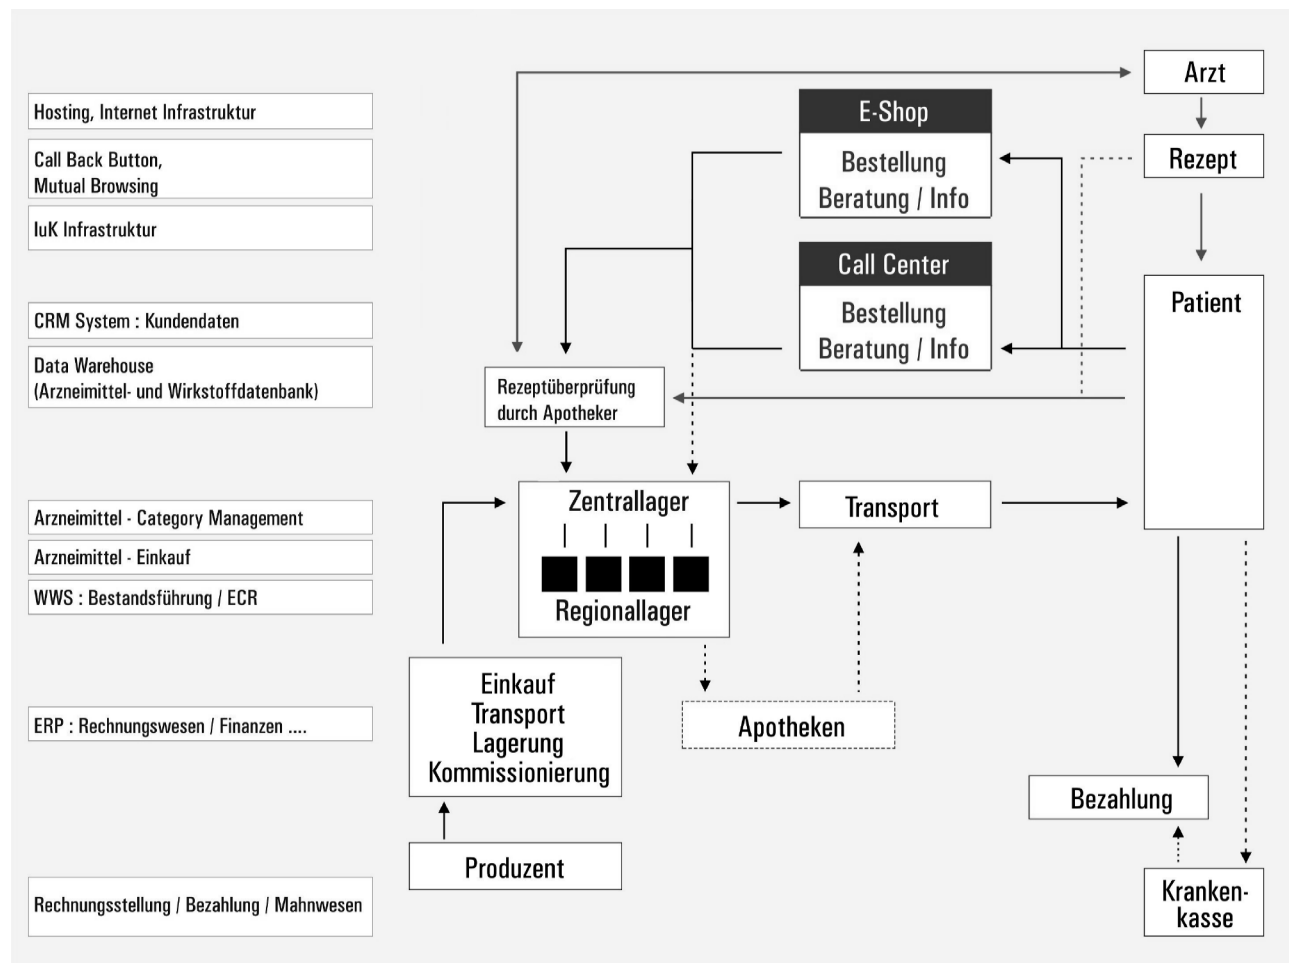 Hosting, Internet Infrastruktur
Call Back Button,
Mutual Browsing
IuK Infrastruktur
CRM System : Kundendaten
Data Warehouse
(Arzneimittel- und Wirkstoffdatenbank)
Arzneimittel - Category Management
Arzneimittel - Einkauf
WWS : Bestandsführung / ECR
ERP : Rechnungswesen / Finanzen ....
Rechnungsstellung / Bezahlung / Mahnwesen
Arzt
Rezept
Patient
E-Shop
Bestellung
Beratung / Info
Call Center
Bestellung
Beratung / Info
Rezeptüberprüfung
durch Apotheker
Zentrallager
Regionallager
Transport
Einkauf
Transport
Lagerung
Kommissionierung
Apotheken
Produzent
Bezahlung
Kranken-
kasse